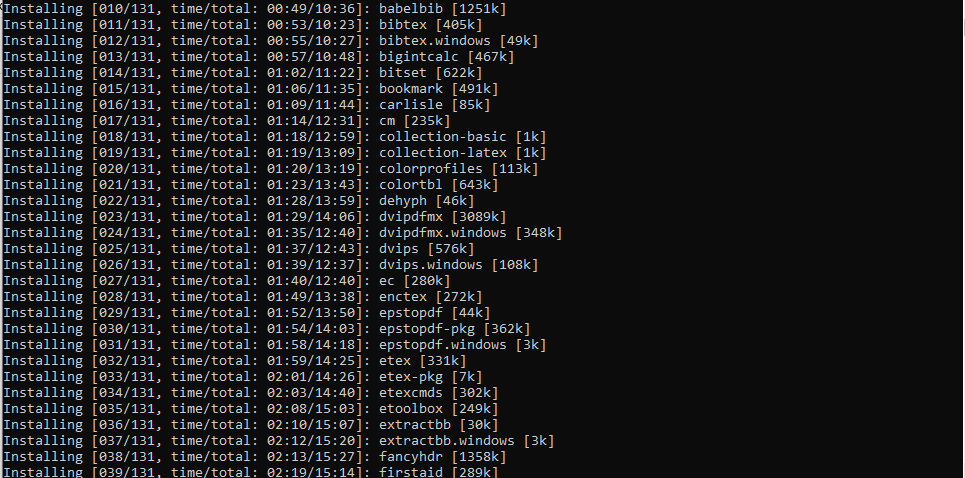 Installing [010/131, time/total: 00:49/10:36]: babelbib [1251k]
Installing [011/131, time/total: 00:53/10:23]: bibtex [405k]
Installing [012/131, time/total: 00:55/10:27]: bibtex.windows [49k]
Installing [013/131, time/total: 00:57/10:48]: bigintcalc [467k]
Installing [014/131, time/total: 01:02/11:22]: bitset [622k]
Installing [015/131, time/total: 01:06/11:35]: bookmark [491k]
Installing [016/131, time/total: 01:09/11:44]: carlisle [85k]
Installing [017/131, time/total: 01:14/12:31]: cm [235k]
Installing [018/131, time/total: 01:18/12:59]: collection-basic [1k]
Installing [019/131, time/total: 01:19/13:09]: collection-latex [1k]
Installing [020/131, time/total: 01:20/13:19]: colorprofiles [113k]
Installing [021/131, time/total: 01:23/13:43]: colortbl [643k]
Installing [022/131, time/total: 01:28/13:59]: dehyph [46k]
Installing [023/131, time/total: 01:29/14:06]: dvipdfmx [3089k]
Installing [024/131, time/total: 01:35/12:40]: dvipdfmx.windows [348k]
Installing [025/131, time/total: 01:37/12:43]: dvips [576k]
Installing [026/131, time/total: 01:39/12:37]: dvips.windows [108k]
Installing [027/131, time/total: 01:40/12:40]: ec [280k]
Installing [028/131, time/total: 01:49/13:38]: enctex [272k]
Installing [029/131, time/total: 01:52/13:50]: epstopdf [44k]
Installing [030/131, time/total: 01:54/14:03]: epstopdf-pkg [362k]
Installing [031/131, time/total: 01:58/14:18]: epstopdf.windows [3k]
Installing [032/131, time/total: 01:59/14:25]: etex [331k]
Installing [033/131, time/total: 02:01/14:26]: etex-pkg [7k]
Installing [034/131, time/total: 02:03/14:40]: etexcmds [302k]
Installing [035/131, time/total: 02:08/15:03]: etoolbox [249k]
Installing [036/131, time/total: 02:10/15:07]: extractbb [30k]
Installing [037/131, time/total: 02:12/15:20]: extractbb.windows [3k]
Installing [038/131, time/total: 02:13/15:27]: fancyhdr [1358k]
Installing [039/131, time/total: 02:19/15:14]: firstaid [289k]